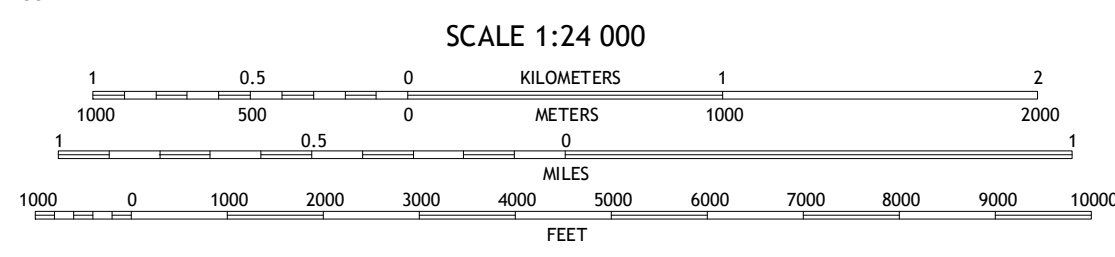 SCALE 1:24 000
1 0.5 0 KILOMETERS 1 2
1000 500 0 METERS 1000 2000
1 0.5 0 1
MILES
1000 0 1000 2000 3000 4000 5000 6000 7000 8000 9000 10000
FEET